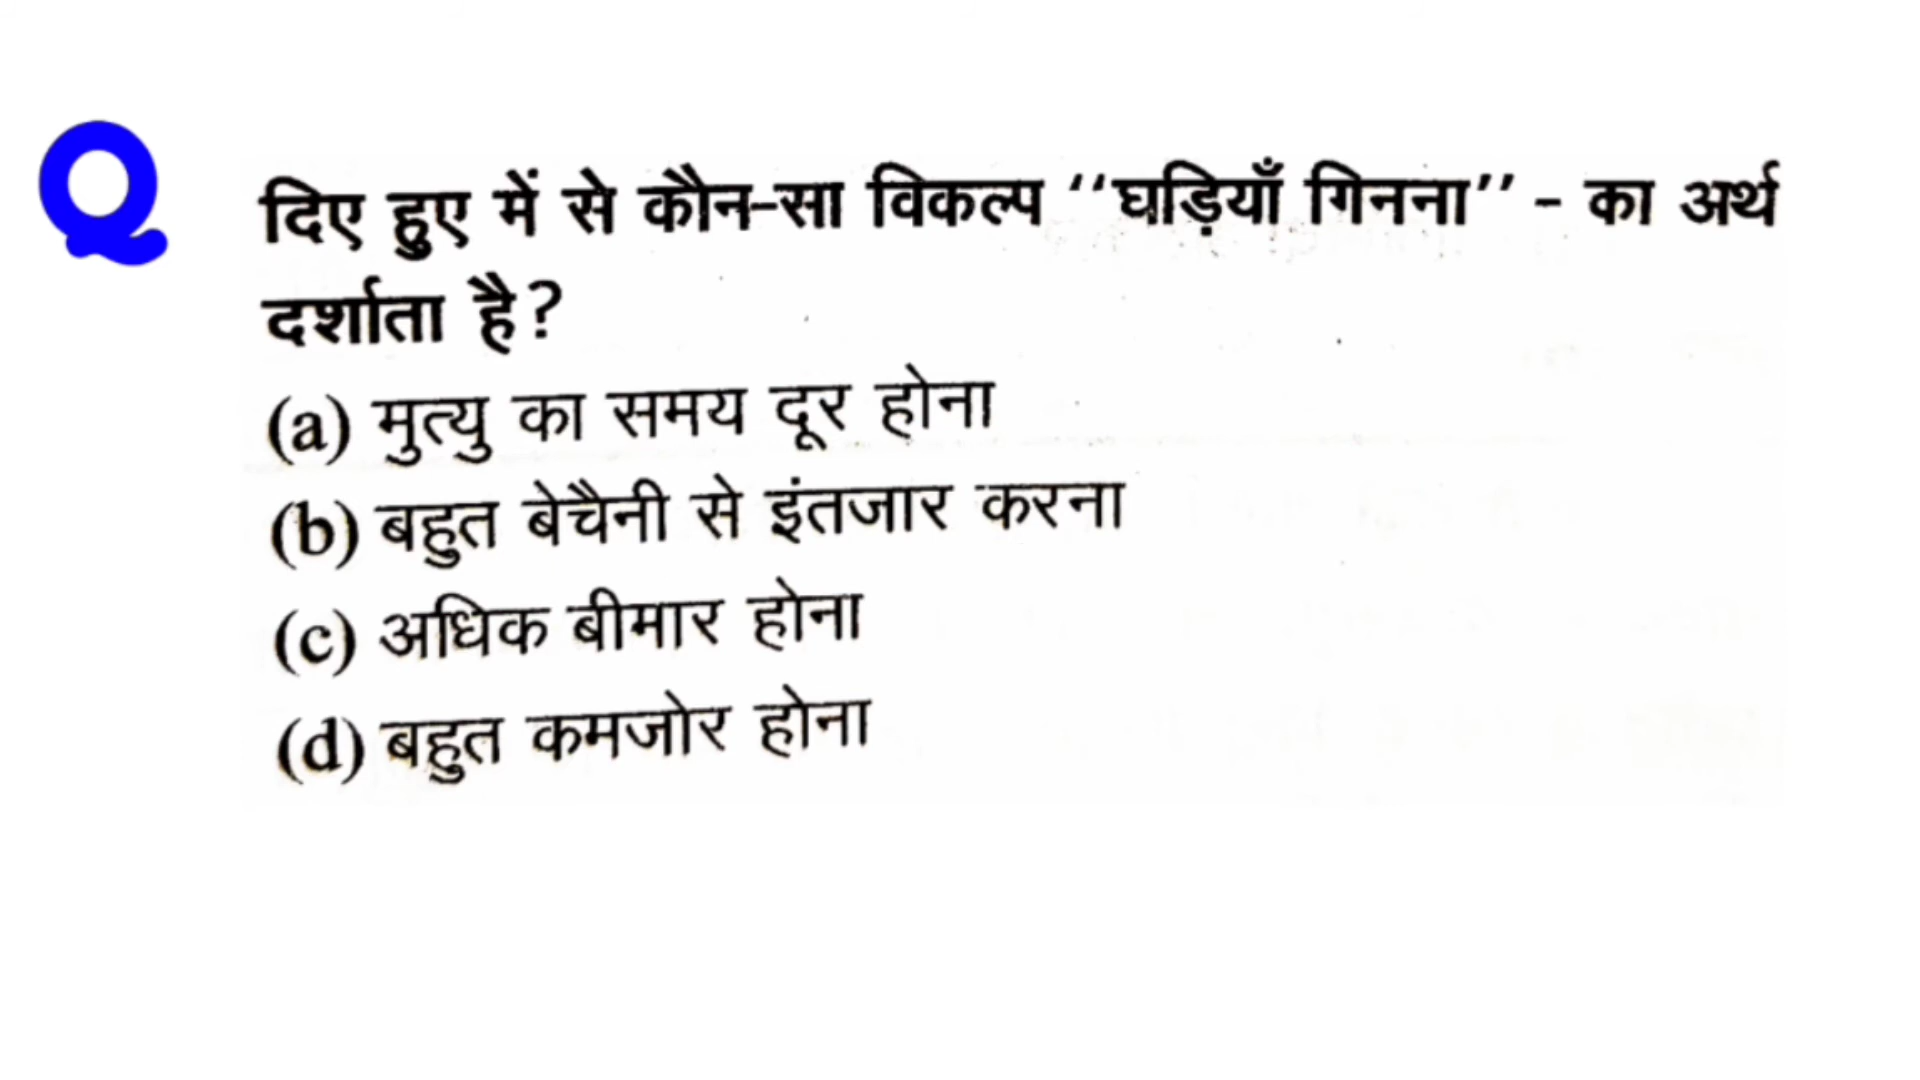 Q
दिए हुए में से कौन-सा विकल्प ‘‘घड़ियाँ गिनना’’ - का अर्थ
दर्शाता है?
(a) मुत्यु का समय दूर होना
(b) बहुत बेचैनी से इंतजार करना
(c) अधिक बीमार होना
(d) बहुत कमजोर होना